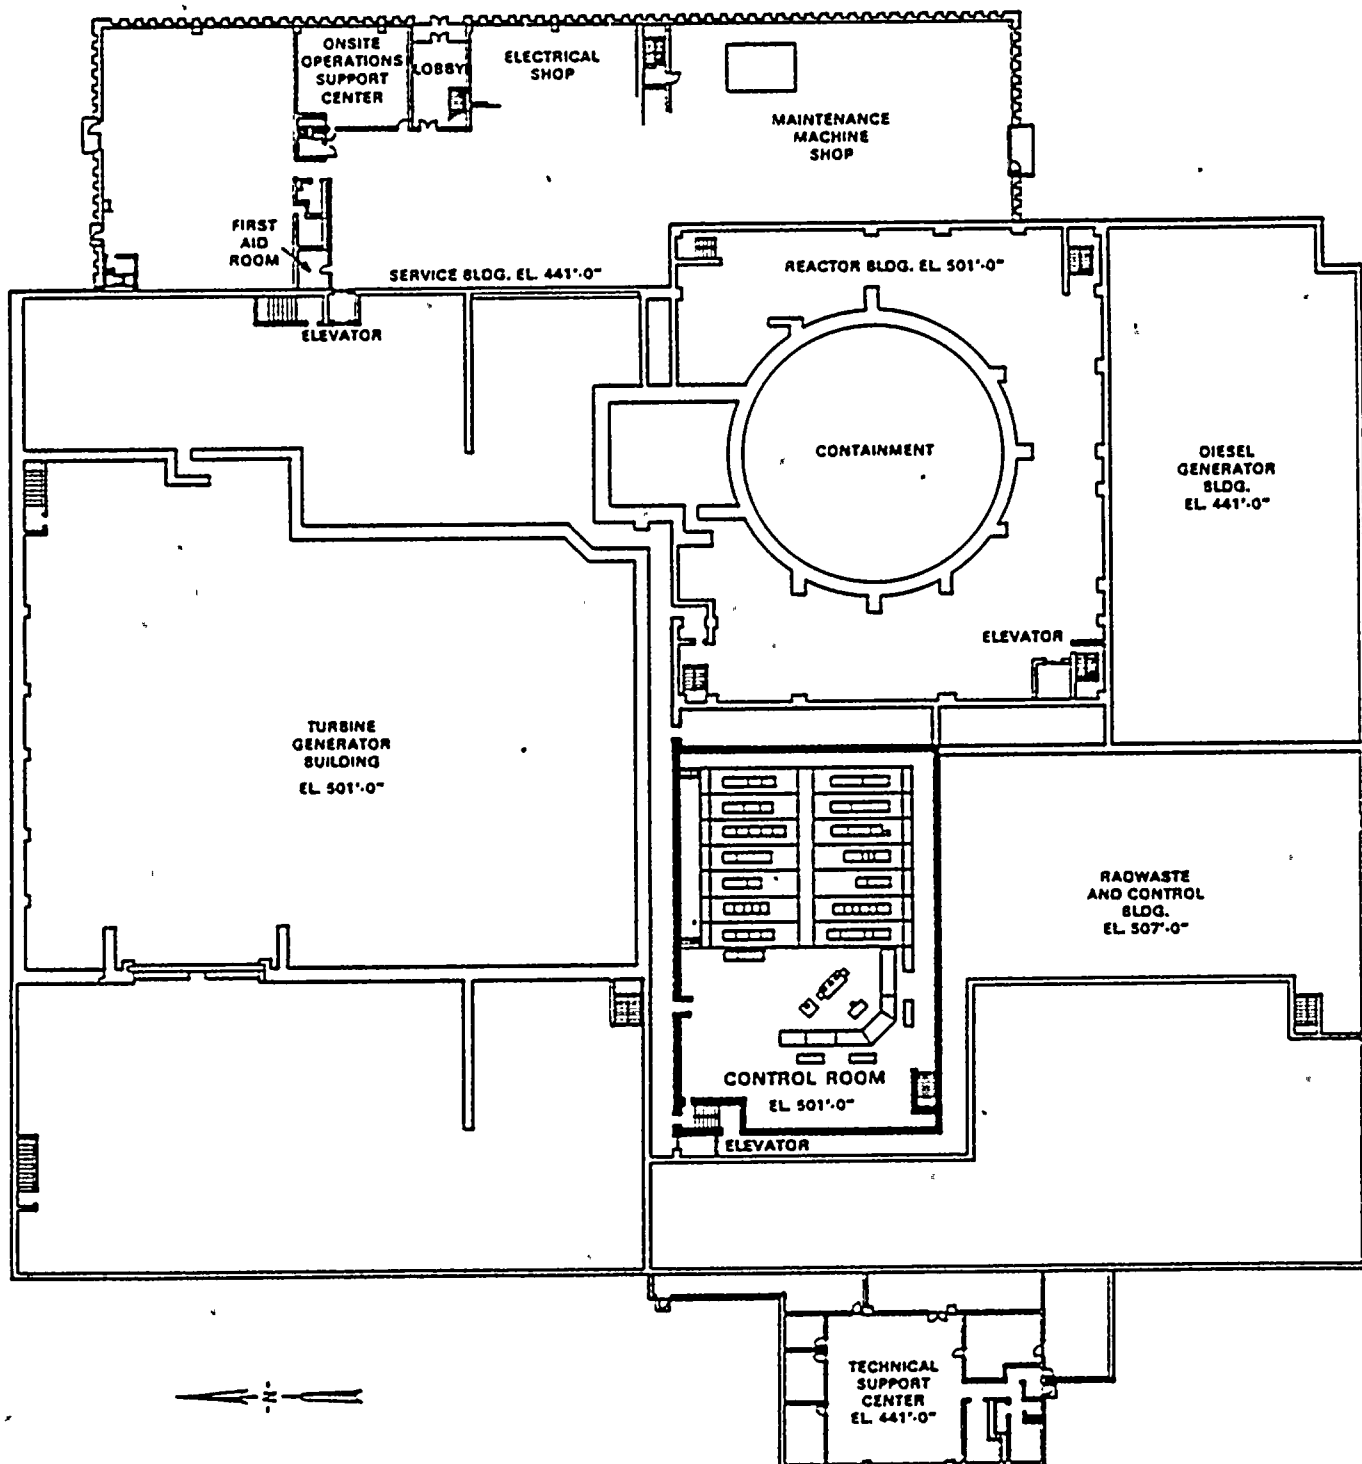 ONSITE
OPERATIONS
SUPPORT
CENTER
LOBBY
ELECTRICAL
SHOP
MAINTENANCE
MACHINE
SHOP
FIRST
AID
ROOM
SERVICE BLDG. EL. 441'-0"
REACTOR BLDG. EL. 501'-0"
ELEVATOR
CONTAINMENT
DIESEL
GENERATOR
BLDG.
EL. 441'-0"
ELEVATOR
TURBINE
GENERATOR
BUILDING
EL. 501'-0"
RADWASTE
AND CONTROL
BLDG.
EL. 507'-0"
CONTROL ROOM
EL. 501'-0"
ELEVATOR
TECHNICAL
SUPPORT
CENTER
EL. 441'-0"
N